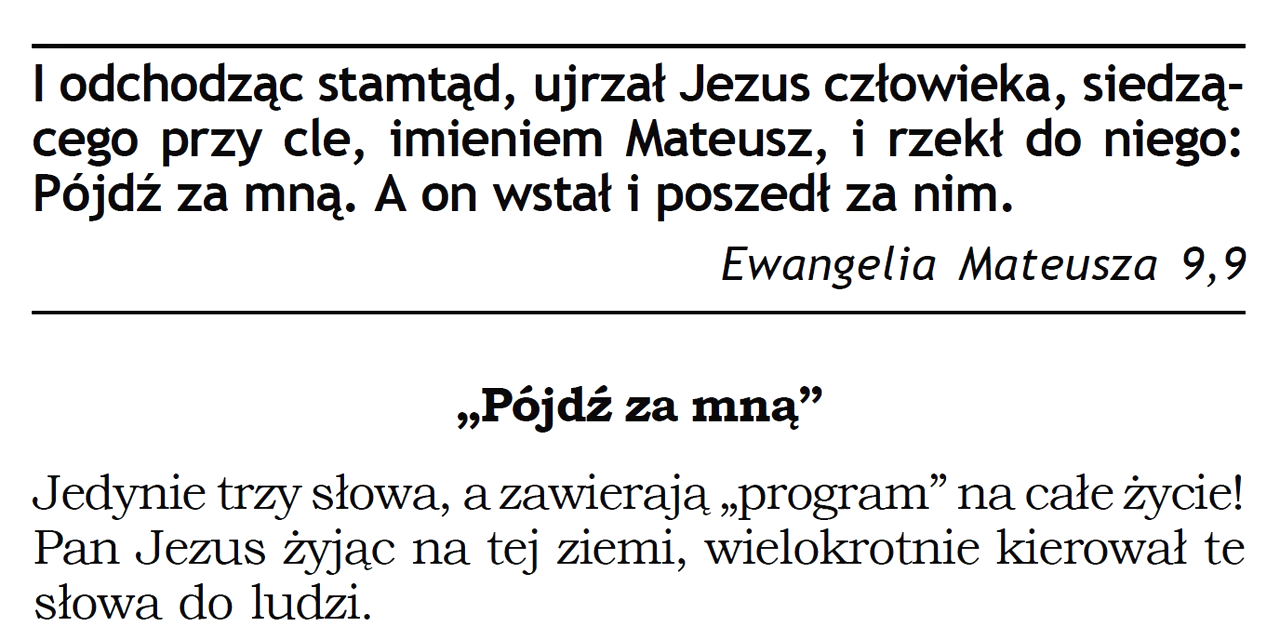 I odchodząc stamtąd, ujrzał Jezus człowieka, siedzą-
cego przy cle, imieniem Mateusz, i rzekł do niego:
Pójdź za mną. A on wstał i poszedł za nim.
Ewangelia Mateusza 9,9
„Pójdź za mną”
Jedynie trzy słowa, a zawierają „program” na całe życie!
Pan Jezus żyjąc na tej ziemi, wielokrotnie kierował te
słowa do ludzi.